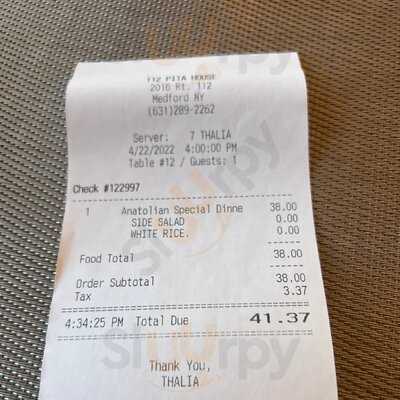 112 PITA HOUSE
2016 Rt. 112
Medford NY
(631)289-2262
Server: 7 THALIA
4/22/2022 4:00:00 PM
Table #12 / Guests: 1
Check #122997
1 Anatolian Special Dinne 38.00
SIDE SALAD 0.00
WHITE RICE. 0.00
Food Total 38.00
Order Subtotal 38.00
Tax 3.37
4:34:25 PM Total Due 41.37
Thank You,
THALIA
Sluurpy
Sluurpy